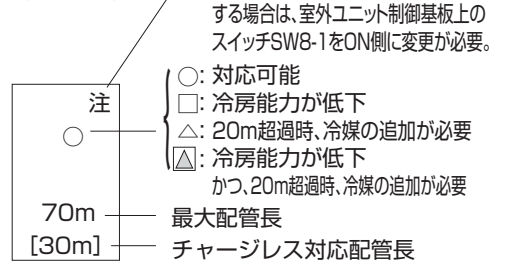 する場合は、室外ユニット制御基板上の
スイッチSW8-1をON側に変更が必要。
注
○
○: 対応可能
□: 冷房能力が低下
△: 20m超過時、冷媒の追加が必要
▲: 冷房能力が低下
かつ、20m超過時、冷媒の追加が必要
70m 最大配管長
[30m] チャージレス対応配管長